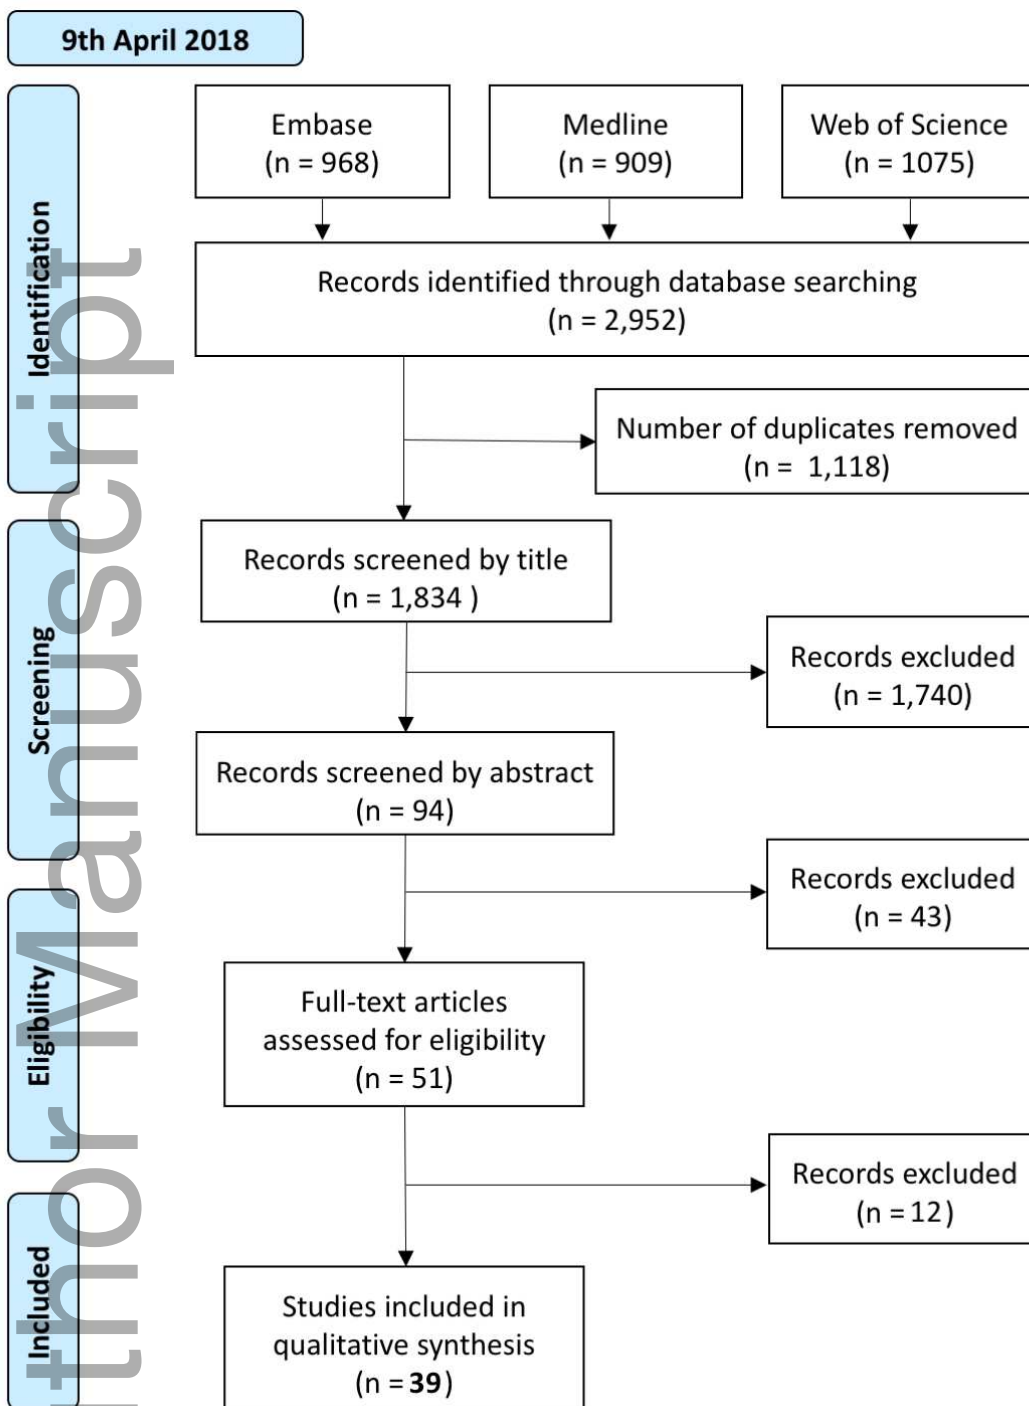 9th April 2018
Identification
Embase
(n = 968)
Medline
(n = 909)
Web of Science
(n = 1075)
Records identified through database searching
(n = 2,952)
Number of duplicates removed
(n =  1,118)
Screening
Records screened by title
(n = 1,834 )
Records excluded
(n = 1,740)
Records screened by abstract
(n = 94)
Records excluded
(n = 43)
Eligibility
Full-text articles
assessed for eligibility
(n = 51)
Records excluded
(n = 12)
Included
Studies included in
qualitative synthesis
(n = 39)
thor Manuscript